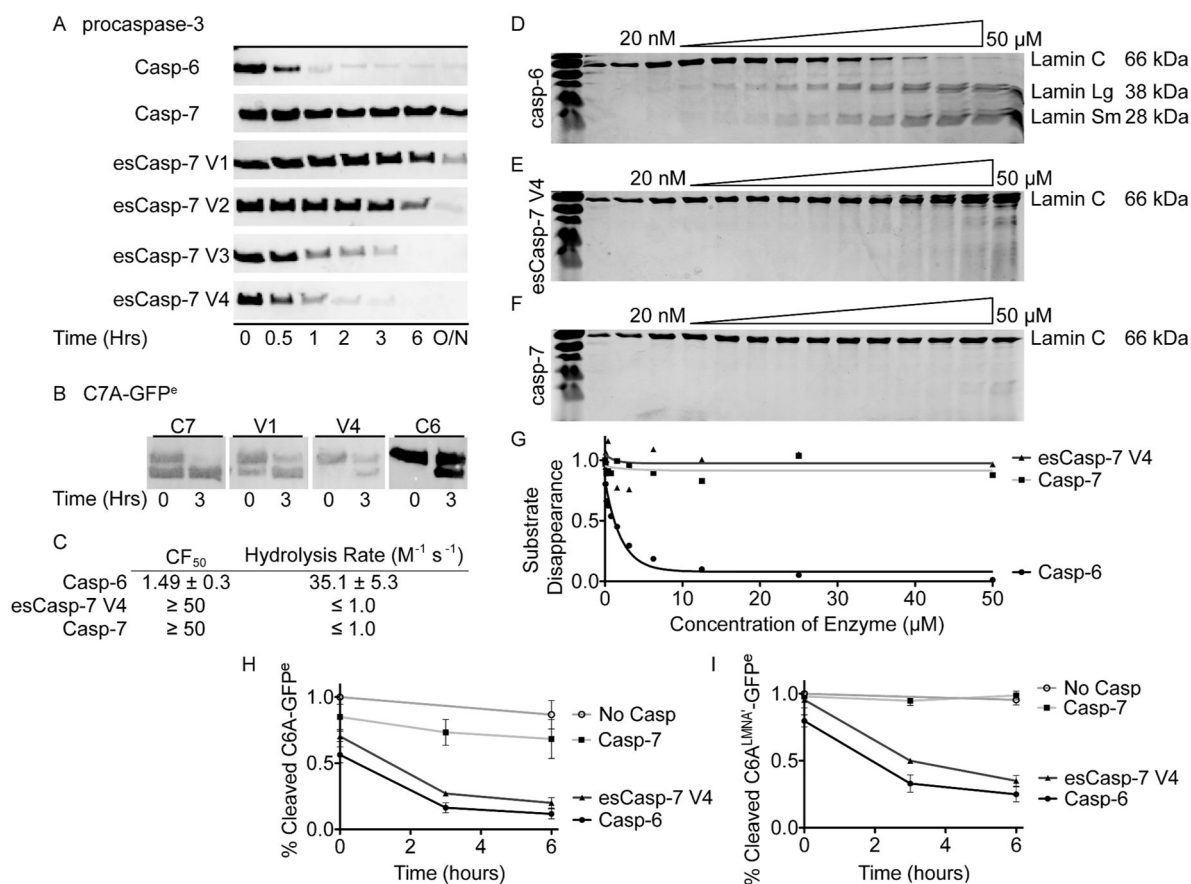 A procaspase-3
Casp-6
Casp-7
esCasp-7 V1
esCasp-7 V2
esCasp-7 V3
esCasp-7 V4
Time (Hrs) 0 0.5 1 2 3 6 O/N
B C7A-GFPᵉ
C7 V1 V4 C6
Time (Hrs) 0 3 0 3 0 3 0 3
C
CF₅₀ Hydrolysis Rate (M⁻¹ s⁻¹)
Casp-6 1.49 ± 0.3 35.1 ± 5.3
esCasp-7 V4 ≥ 50 ≤ 1.0
Casp-7 ≥ 50 ≤ 1.0
D
20 nM 50 µM
casp-6
Lamin C 66 kDa
Lamin Lg 38 kDa
Lamin Sm 28 kDa
E
20 nM 50 µM
esCasp-7 V4
Lamin C 66 kDa
F
20 nM 50 µM
casp-7
Lamin C 66 kDa
G
Substrate
Disappearance
1.0
0.5
0.0
0 10 20 30 40 50
Concentration of Enzyme (µM)
esCasp-7 V4
Casp-7
Casp-6
H
% Cleaved C6A-GFPᵉ
1.0
0.5
0.0
0 2 4 6
Time (hours)
No Casp
Casp-7
esCasp-7 V4
Casp-6
I
% Cleaved C6Aᴸᴹᴺᴬ'-GFPᵉ
1.0
0.5
0.0
0 2 4 6
Time (hours)
No Casp
Casp-7
esCasp-7 V4
Casp-6